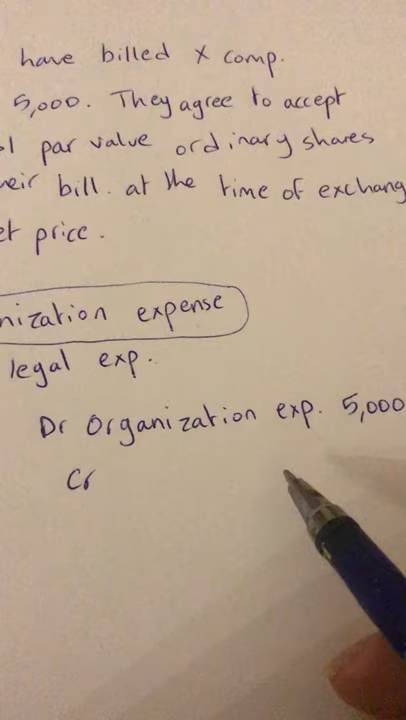 have billed X comp.
5,000. They agree to accept
par value ordinary shares
bill. at the time of exchang
price.
nization expense
legal exp.
Dr Organization exp. 5,000
Cr